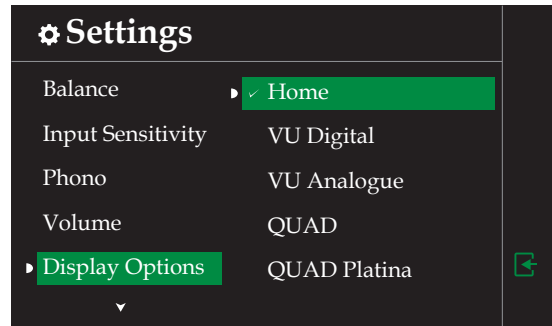 Settings
Balance
Input Sensitivity
Phono
Volume
Display Options
Home
VU Digital
VU Analogue
QUAD
QUAD Platina